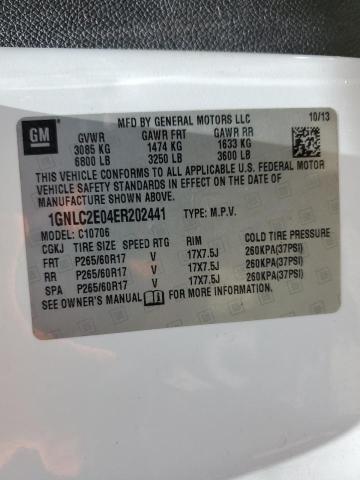 MFD BY GENERAL MOTORS LLC 10/13
GM GVWR GAWR FRT GAWR RR
3085 KG 1474 KG 1633 KG
6800 LB 3250 LB 3600 LB
THIS VEHICLE CONFORMS TO ALL APPLICABLE U.S. FEDERAL MOTOR
VEHICLE SAFETY STANDARDS IN EFFECT ON THE DATE OF
MANUFACTURE SHOWN ABOVE.
1GNLC2E04ER202441 TYPE: M.P.V.
MODEL: C10706
CGKJ TIRE SIZE SPEED RTG RIM COLD TIRE PRESSURE
FRT P265/60R17 V 17X7.5J 260KPA(37PSI)
RR P265/60R17 V 17X7.5J 260KPA(37PSI)
SPA P265/60R17 V 17X7.5J 260KPA(37PSI)
SEE OWNER'S MANUAL FOR MORE INFORMATION.